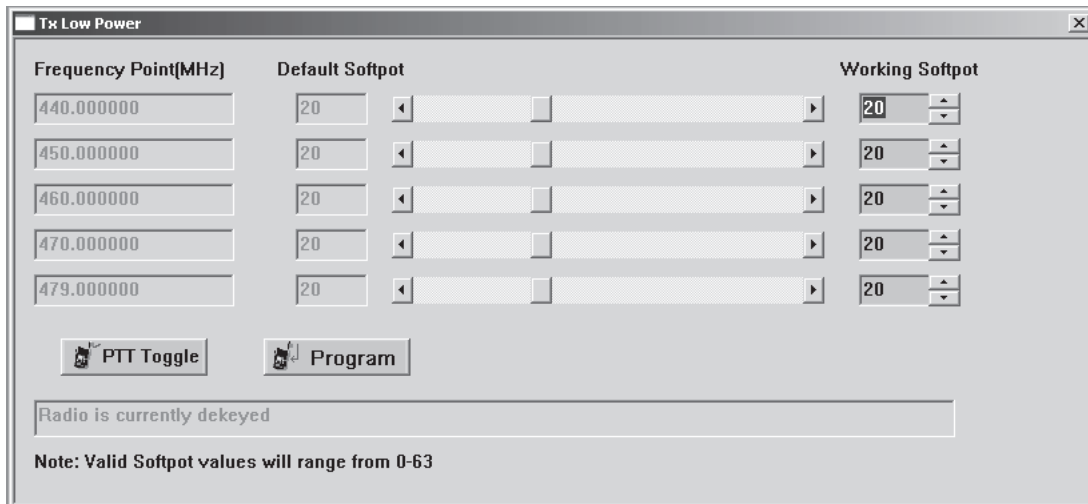 Tx Low Power
Frequency Point(MHz) Default Softpot Working Softpot
440.000000 20 20
450.000000 20 20
460.000000 20 20
470.000000 20 20
479.000000 20 20
PTT Toggle Program
Radio is currently dekeyed
Note: Valid Softpot values will range from 0-63